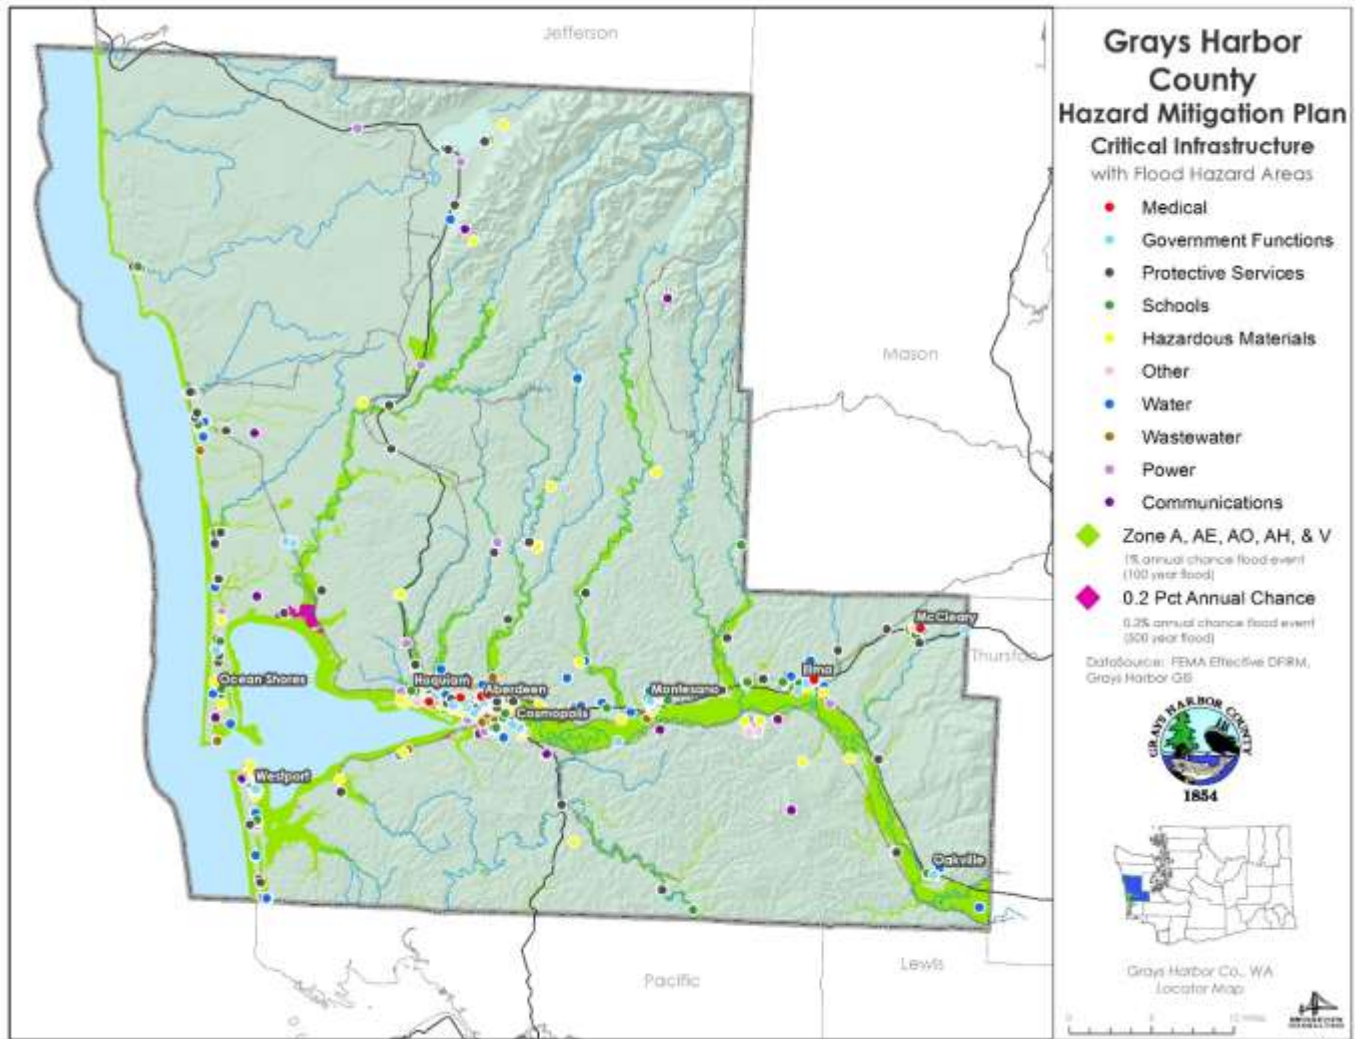 Grays Harbor
County
Hazard Mitigation Plan
Critical Infrastructure
with Flood Hazard Areas
Medical
Government Functions
Protective Services
Schools
Hazardous Materials
Other
Water
Wastewater
Power
Communications
Zone A, AE, AO, AH, & V
1% annual chance flood event
(100 year flood)
0.2 Pct Annual Chance
0.2% annual chance flood event
(500 year flood)
DataSource: FEMA Effective DFIRM,
Grays Harbor GIS
GRAYS HARBOR COUNTY
1854
Grays Harbor Co., WA
Locator Map
Jefferson
Mason
McCleary
Thurston
Elma
Ocean Shores
Hoquiam
Aberdeen
Montesano
Cosmopolis
Westport
Oakville
Lewis
Pacific